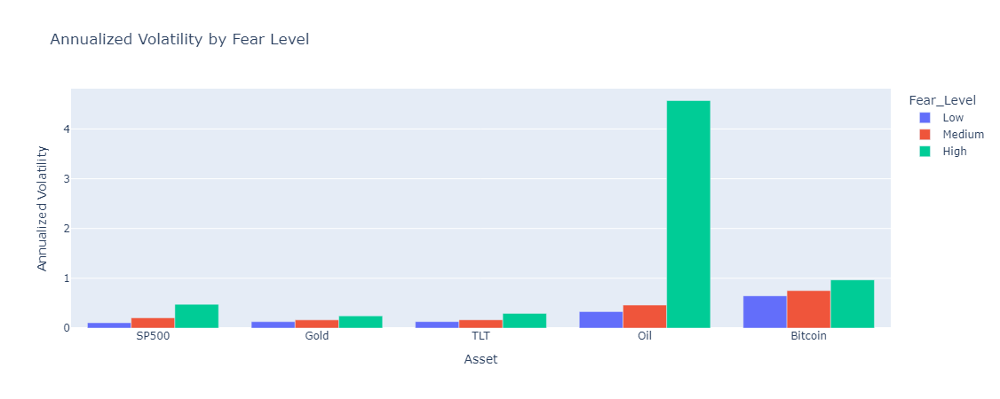 Annualized Volatility by Fear Level
Annualized Volatility
4
3
2
1
0
SP500
Gold
TLT
Oil
Bitcoin
Asset
Fear_Level
Low
Medium
High